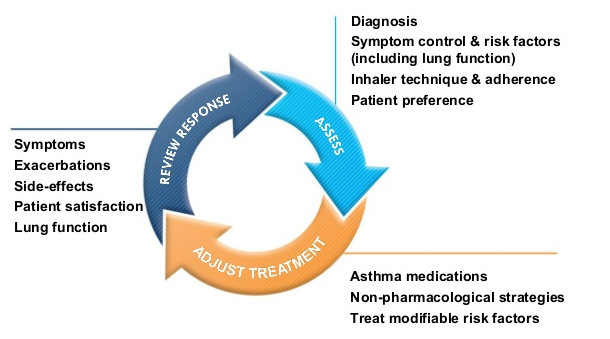 Diagnosis
Symptom control & risk factors
(including lung function)
Inhaler technique & adherence
Patient preference
REVIEW RESPONSE
ASSESS
Symptoms
Exacerbations
Side-effects
Patient satisfaction
Lung function
ADJUST TREATMENT
Asthma medications
Non-pharmacological strategies
Treat modifiable risk factors